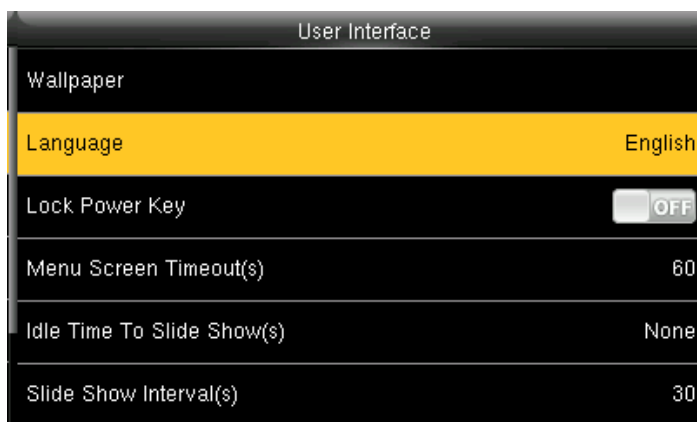 User Interface
Wallpaper
Language English
Lock Power Key OFF
Menu Screen Timeout(s) 60
Idle Time To Slide Show(s) None
Slide Show Interval(s) 30